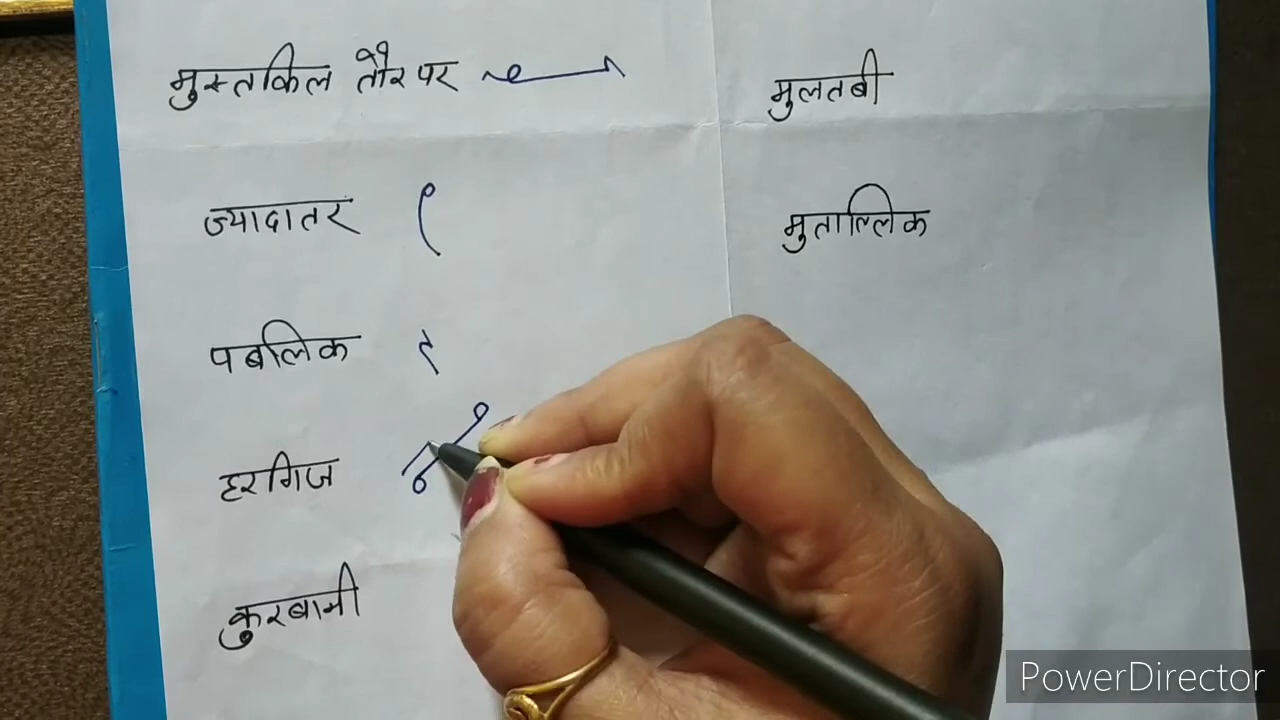 मुस्तकिल तौर पर
ज्यादातर
पबलिक
हरगिज
कुरबानी
मुलतबी
मुताल्लिक
PowerDirector